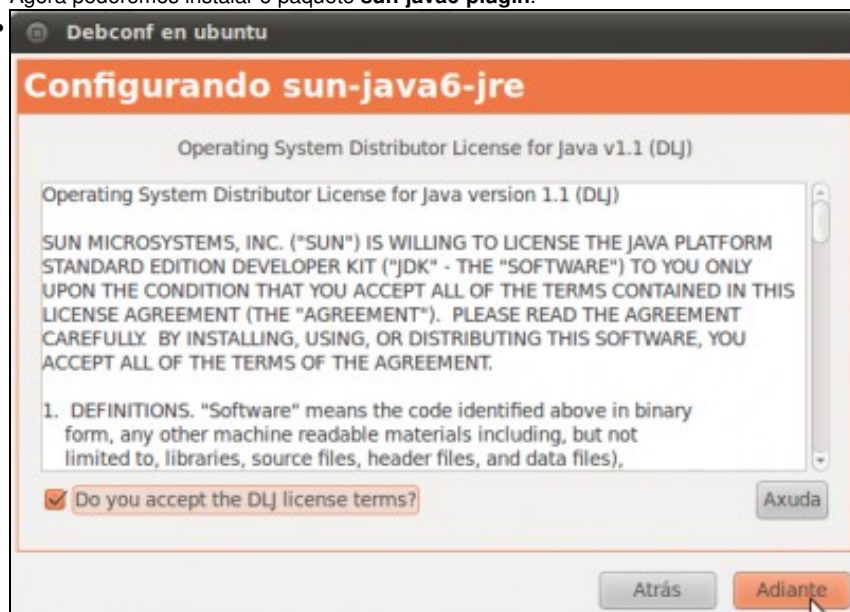 Agora poderemos instalar o paquete sun-java6-plugin:
Debconf en ubuntu
Configurando sun-java6-jre
Operating System Distributor License for Java v1.1 (DLJ)
Operating System Distributor License for Java version 1.1 (DLJ)
SUN MICROSYSTEMS, INC. ("SUN") IS WILLING TO LICENSE THE JAVA PLATFORM
STANDARD EDITION DEVELOPER KIT ("JDK" - THE "SOFTWARE") TO YOU ONLY
UPON THE CONDITION THAT YOU ACCEPT ALL OF THE TERMS CONTAINED IN THIS
LICENSE AGREEMENT (THE "AGREEMENT").  PLEASE READ THE AGREEMENT
CAREFULLY.  BY INSTALLING, USING, OR DISTRIBUTING THIS SOFTWARE, YOU
ACCEPT ALL OF THE TERMS OF THE AGREEMENT.
1.  DEFINITIONS. "Software" means the code identified above in binary
form, any other machine readable materials including, but not
limited to, libraries, source files, header files, and data files),
Do you accept the DLJ license terms?
Axuda
Atrás
Adiante